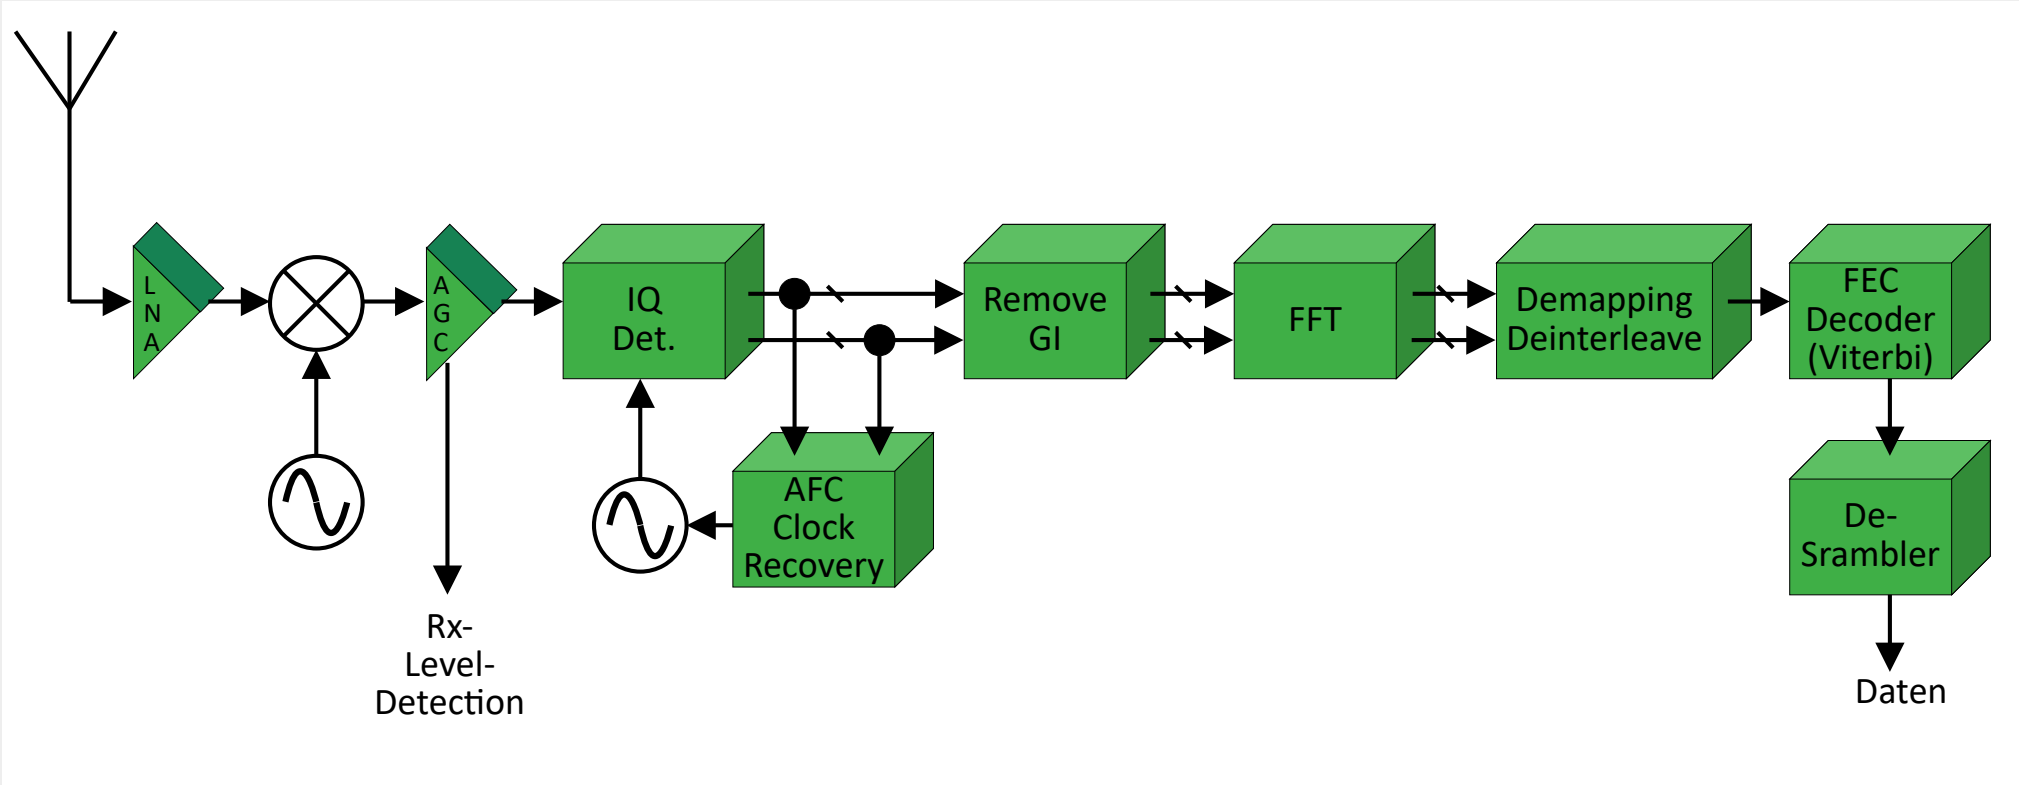 L
N
A
A
G
C
IQ
Det.
Remove
GI
FFT
Demapping
Deinterleave
FEC
Decoder
(Viterbi)
AFC
Clock
Recovery
De-
Srambler
Rx-
Level-
Detection
Daten